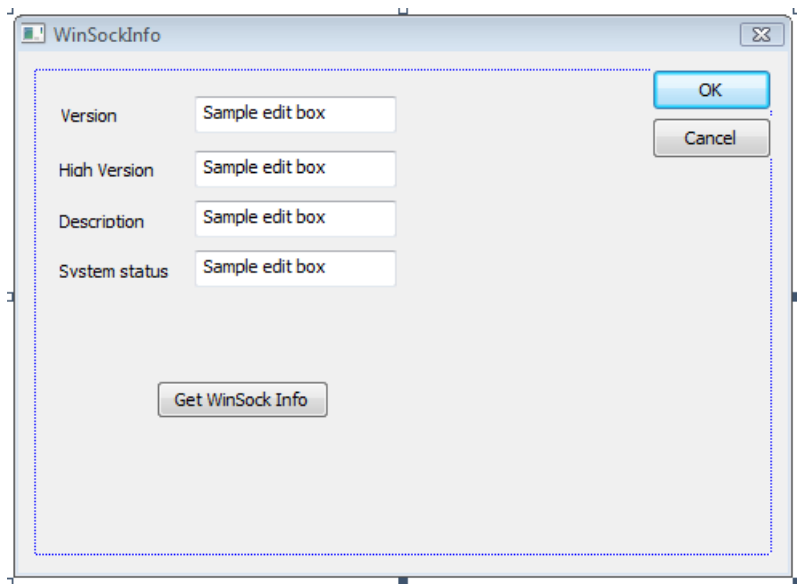 WinSockInfo
OK
Version Sample edit box
Cancel
High Version Sample edit box
Description Sample edit box
System status Sample edit box
Get WinSock Info